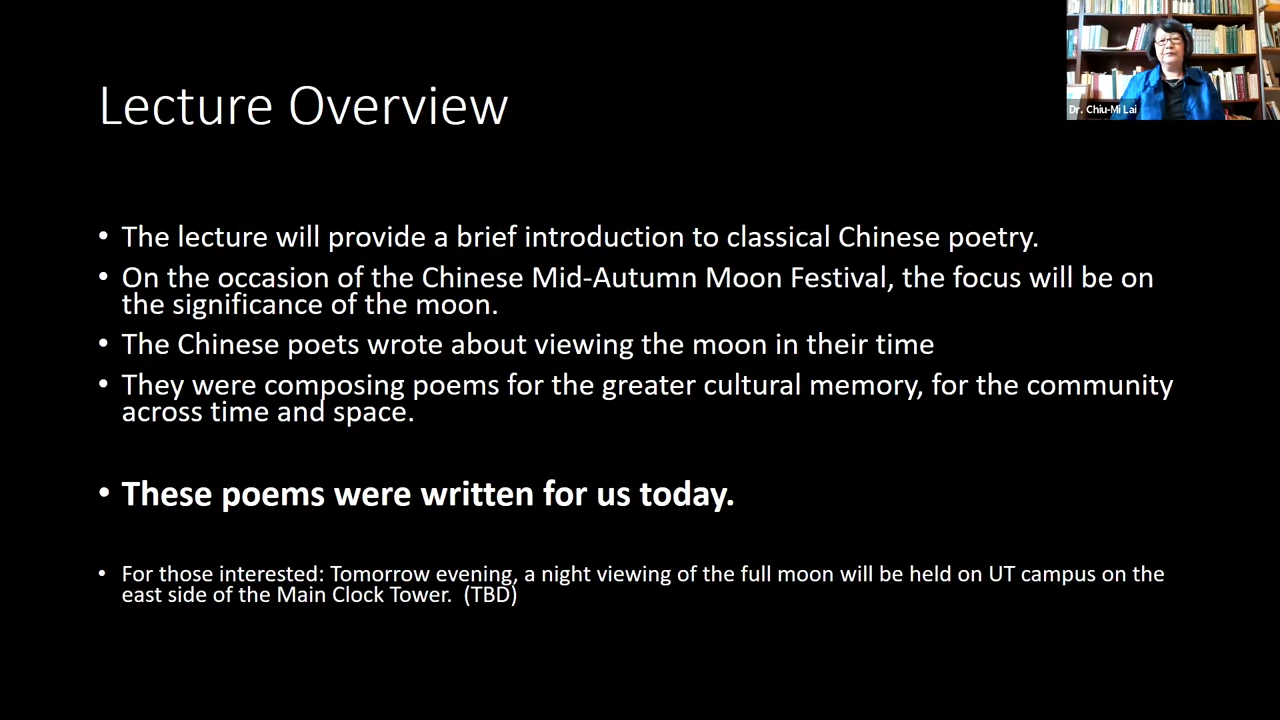 Lecture Overview
Dr. Chiu-Mi Lai
• The lecture will provide a brief introduction to classical Chinese poetry.
• On the occasion of the Chinese Mid-Autumn Moon Festival, the focus will be on
the significance of the moon.
• The Chinese poets wrote about viewing the moon in their time
• They were composing poems for the greater cultural memory, for the community
across time and space.
• These poems were written for us today.
• For those interested: Tomorrow evening, a night viewing of the full moon will be held on UT campus on the
east side of the Main Clock Tower. (TBD)